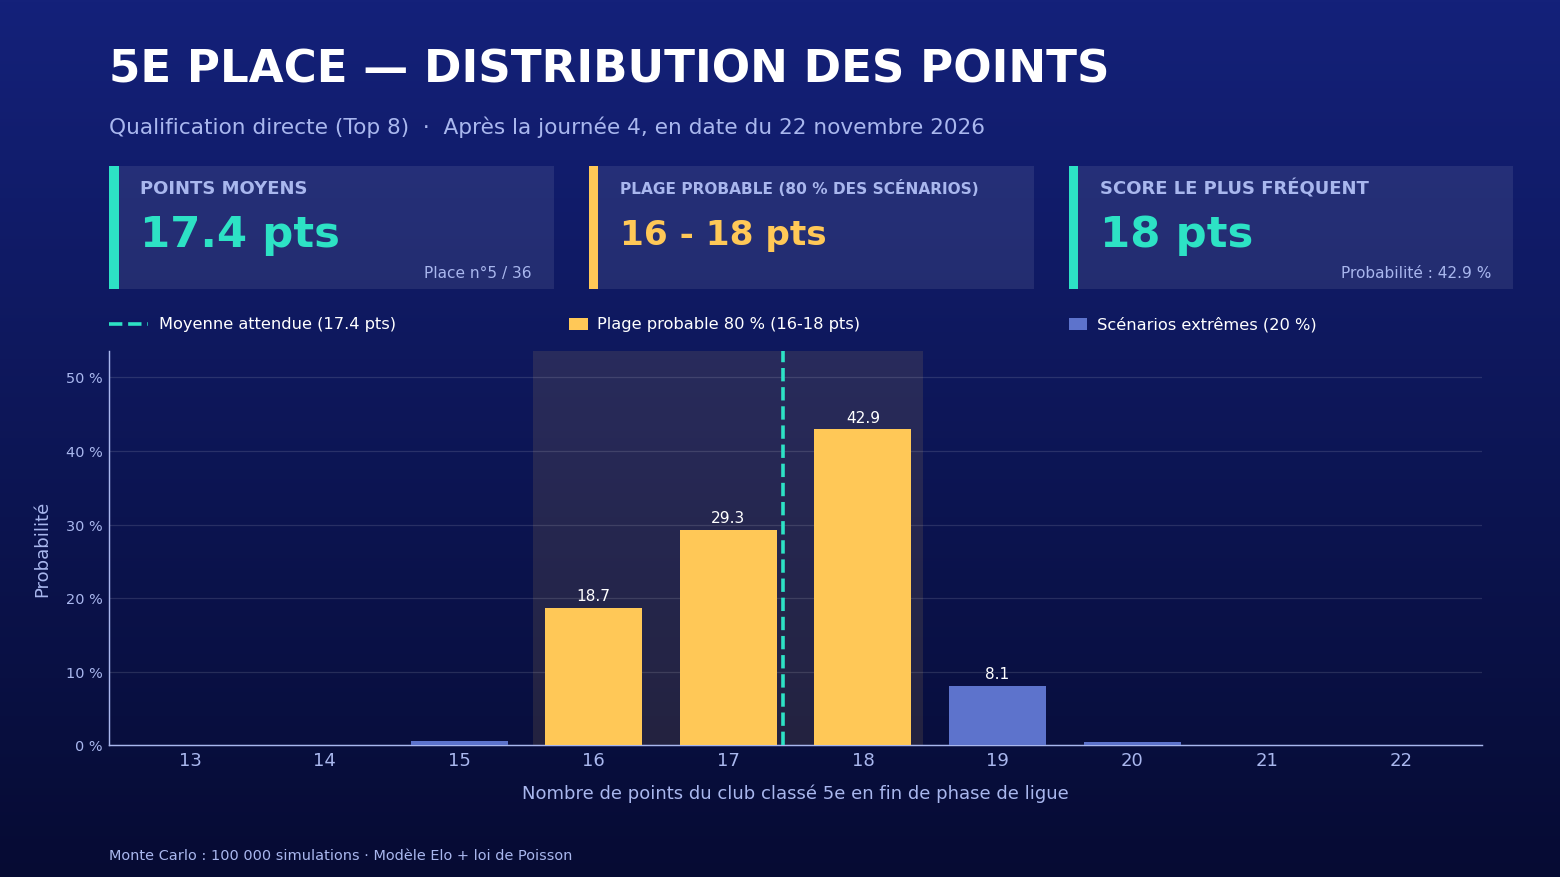 5E PLACE — DISTRIBUTION DES POINTS
Qualification directe (Top 8) · Après la journée 4, en date du 22 novembre 2026
POINTS MOYENS
17.4 pts
Place n°5 / 36
PLAGE PROBABLE (80 % DES SCÉNARIOS)
16 - 18 pts
SCORE LE PLUS FRÉQUENT
18 pts
Probabilité : 42.9 %
Moyenne attendue (17.4 pts)
Plage probable 80 % (16-18 pts)
Scénarios extrêmes (20 %)
Probabilité
50 %
40 %
30 %
20 %
10 %
0 %
18.7
29.3
42.9
8.1
13 14 15 16 17 18 19 20 21 22
Nombre de points du club classé 5e en fin de phase de ligue
Monte Carlo : 100 000 simulations · Modèle Elo + loi de Poisson